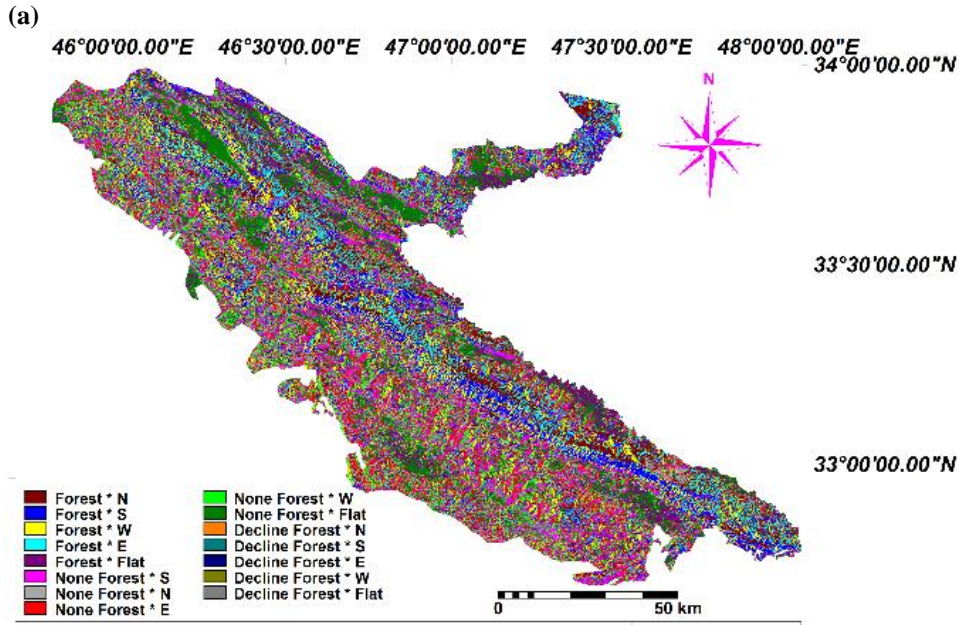 (a)
46°00'00.00"E 46°30'00.00"E 47°00'00.00"E 47°30'00.00"E 48°00'00.00"E
34°00'00.00"N
N
33°30'00.00"N
33°00'00.00"N
Forest * N
Forest * S
Forest * W
Forest * E
Forest * Flat
None Forest * S
None Forest * N
None Forest * E
None Forest * W
None Forest * Flat
Decline Forest * N
Decline Forest * S
Decline Forest * E
Decline Forest * W
Decline Forest * Flat
0 50 km